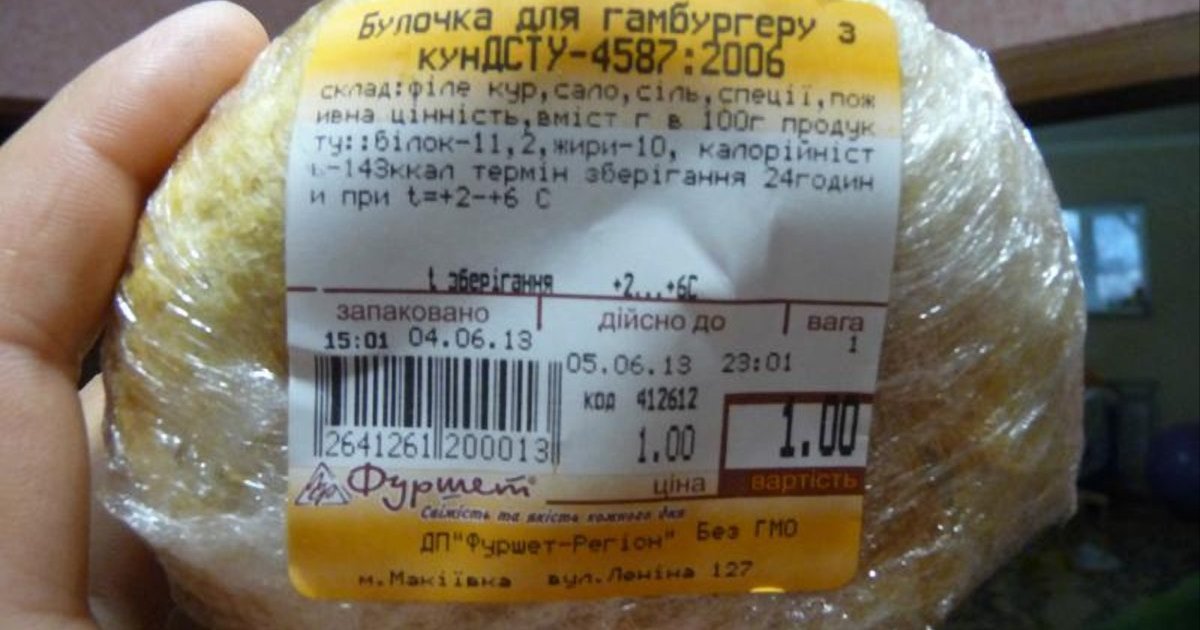 Булочка для гамбургеру з
кунДСТУ-4587:2006
склад:філе кур,сало,сіль,спеції,пож
ивна цінність,вміст г в 100г продук
ту::білок-11,2,жири-10, калорійніст
ь-143ккал термін зберігання 24годин
и при t=+2-+6 С
t зберігання +2...+6С
запаковано дійсно до вага
15:01 04.06.13 05.06.13 23:01 1
код 412612
2641261200013 1.00 1.00
Фуршет ціна вартість
Свіжість та якість кожного дня
ДП"Фуршет-Регіон" Без ГМО
м.Макіївка вул.Леніна 127